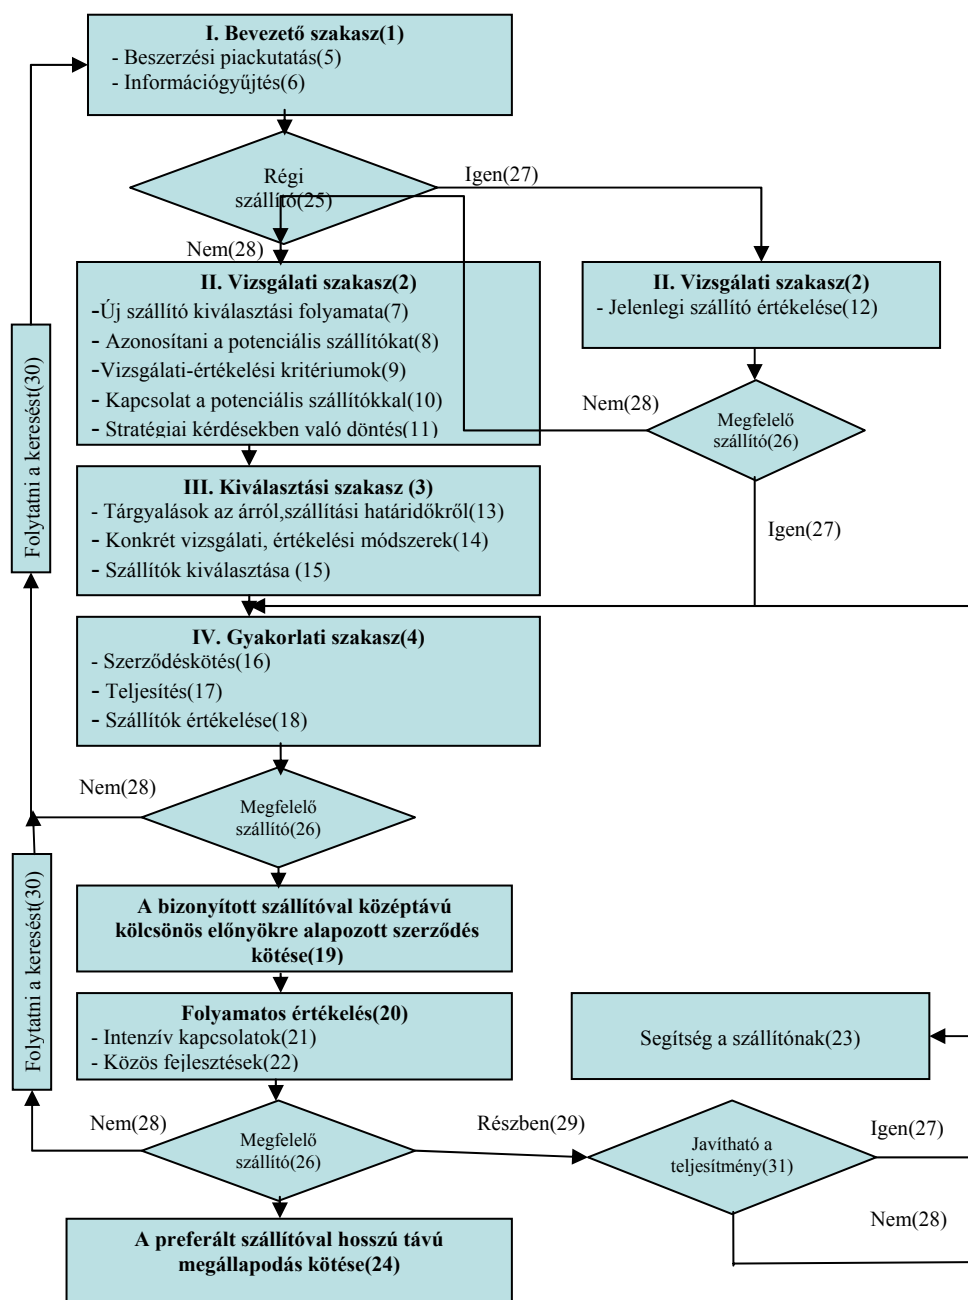 I. Bevezető szakasz(1)
- Beszerzési piackutatás(5)
- Információgyűjtés(6)
Régi
szállító(25)
Igen(27)
Nem(28)
II. Vizsgálati szakasz(2)
-Új szállító kiválasztási folyamata(7)
- Azonosítani a potenciális szállítókat(8)
-Vizsgálati-értékelési kritériumok(9)
- Kapcsolat a potenciális szállítókkal(10)
- Stratégiai kérdésekben való döntés(11)
II. Vizsgálati szakasz(2)
- Jelenlegi szállító értékelése(12)
Nem(28)
Megfelelő
szállító(26)
Igen(27)
Folytatni a keresést(30)
III. Kiválasztási szakasz (3)
- Tárgyalások az árról,szállítási határidőkről(13)
- Konkrét vizsgálati, értékelési módszerek(14)
- Szállítók kiválasztása (15)
IV. Gyakorlati szakasz(4)
- Szerződéskötés(16)
- Teljesítés(17)
- Szállítók értékelése(18)
Nem(28)
Megfelelő
szállító(26)
Folytatni a keresést(30)
A bizonyított szállítóval középtávú
kölcsönös előnyökre alapozott szerződés
kötése(19)
Folyamatos értékelés(20)
- Intenzív kapcsolatok(21)
- Közös fejlesztések(22)
Segítség a szállítónak(23)
Nem(28)
Megfelelő
szállító(26)
Részben(29)
Javítható a
teljesítmény(31)
Igen(27)
Nem(28)
A preferált szállítóval hosszú távú
megállapodás kötése(24)